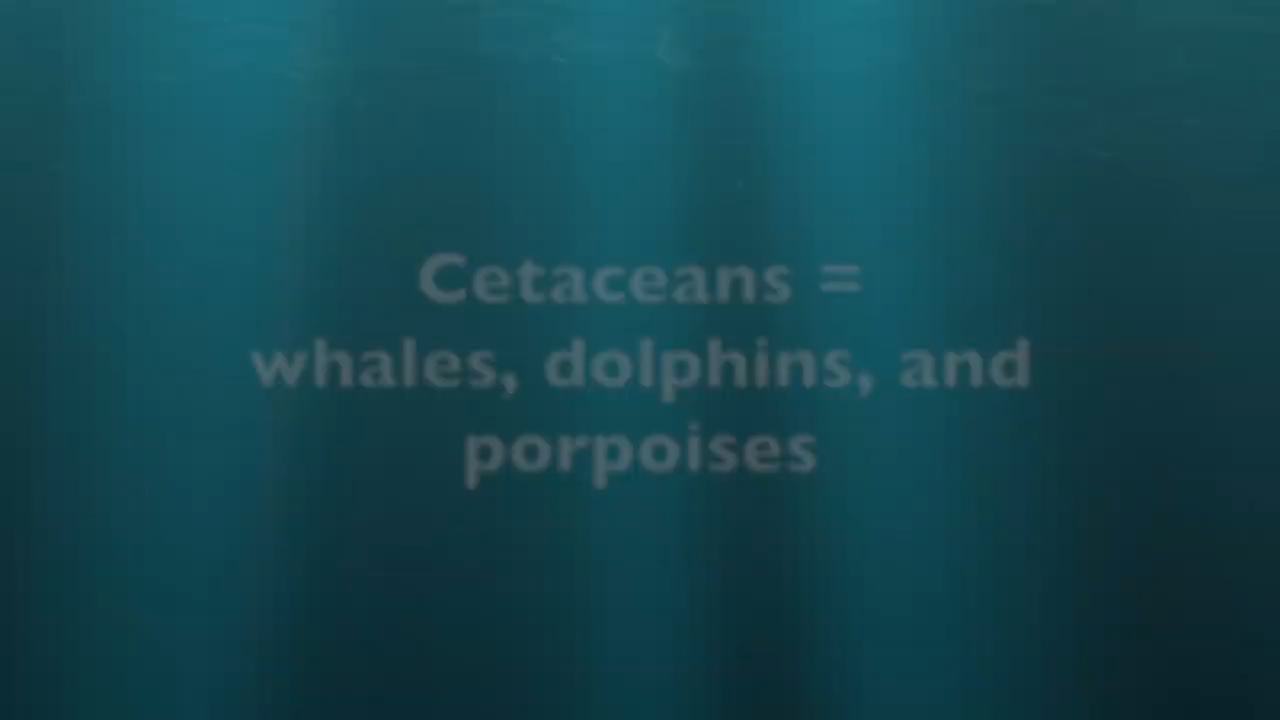 Cetaceans =
whales, dolphins, and
porpoises